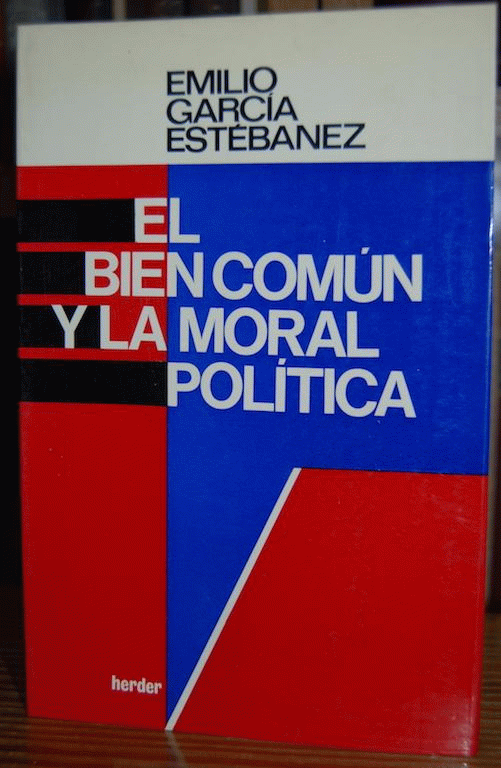 EMILIO
GARCÍA
ESTÉBANEZ
EL
BIEN COMÚN
Y LA MORAL
POLÍTICA
herder